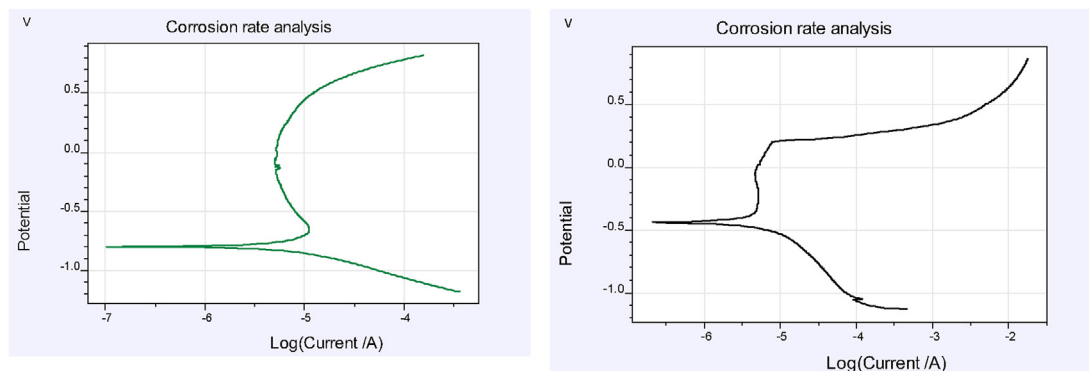 V
Corrosion rate analysis
Potential
0.5
0.0
-0.5
-1.0
-7
-6
-5
-4
Log(Current /A)
V
Corrosion rate analysis
Potential
0.5
0.0
-0.5
-1.0
-6
-5
-4
-3
-2
Log(Current /A)